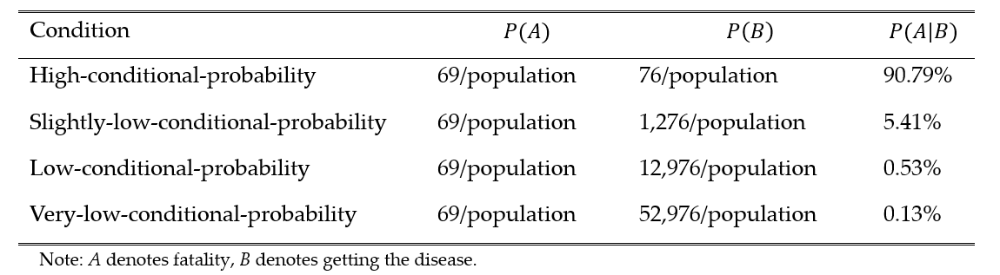 Condition P(A) P(B) P(A|B)
High-conditional-probability 69/population 76/population 90.79%
Slightly-low-conditional-probability 69/population 1,276/population 5.41%
Low-conditional-probability 69/population 12,976/population 0.53%
Very-low-conditional-probability 69/population 52,976/population 0.13%
Note: A denotes fatality, B denotes getting the disease.